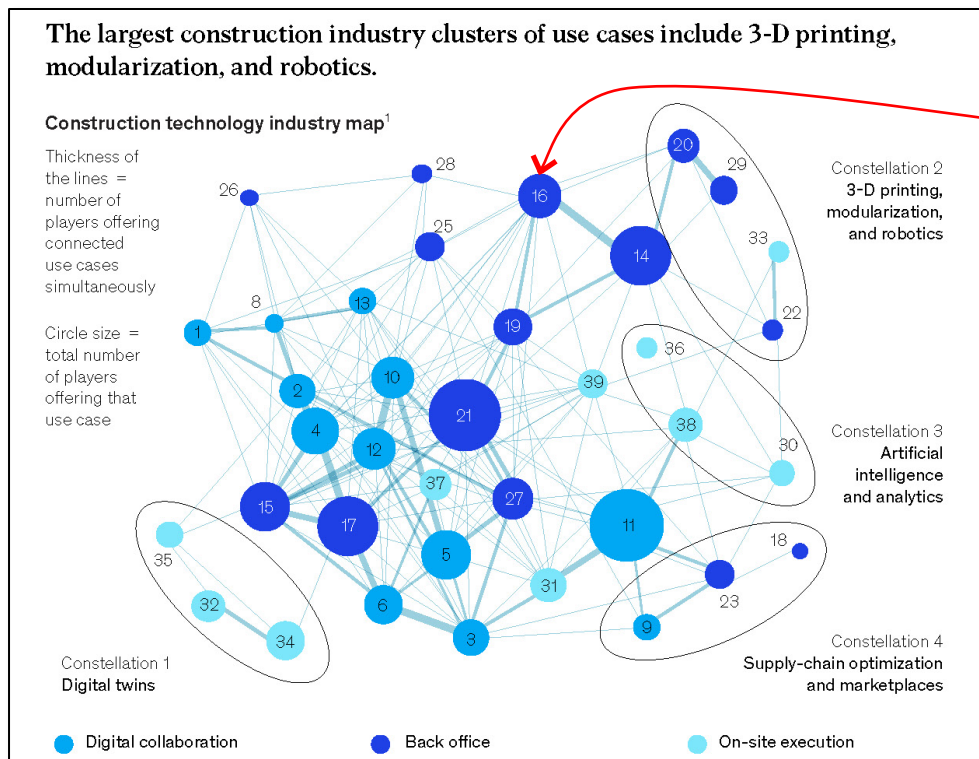 The largest construction industry clusters of use cases include 3-D printing,
modularization, and robotics.
Construction technology industry map¹
Thickness of
the lines =
number of
players offering
connected
use cases
simultaneously
Circle size =
total number
of players
offering that
use case
26
28
25
16
20
29
14
33
22
Constellation 2
3-D printing,
modularization,
and robotics
1
8
13
19
36
39
2
10
21
38
4
12
30
Constellation 3
Artificial
intelligence
and analytics
37
27
15
17
11
5
18
35
31
23
32
6
9
34
3
Constellation 1
Digital twins
Constellation 4
Supply-chain optimization
and marketplaces
Digital collaboration
Back office
On-site execution